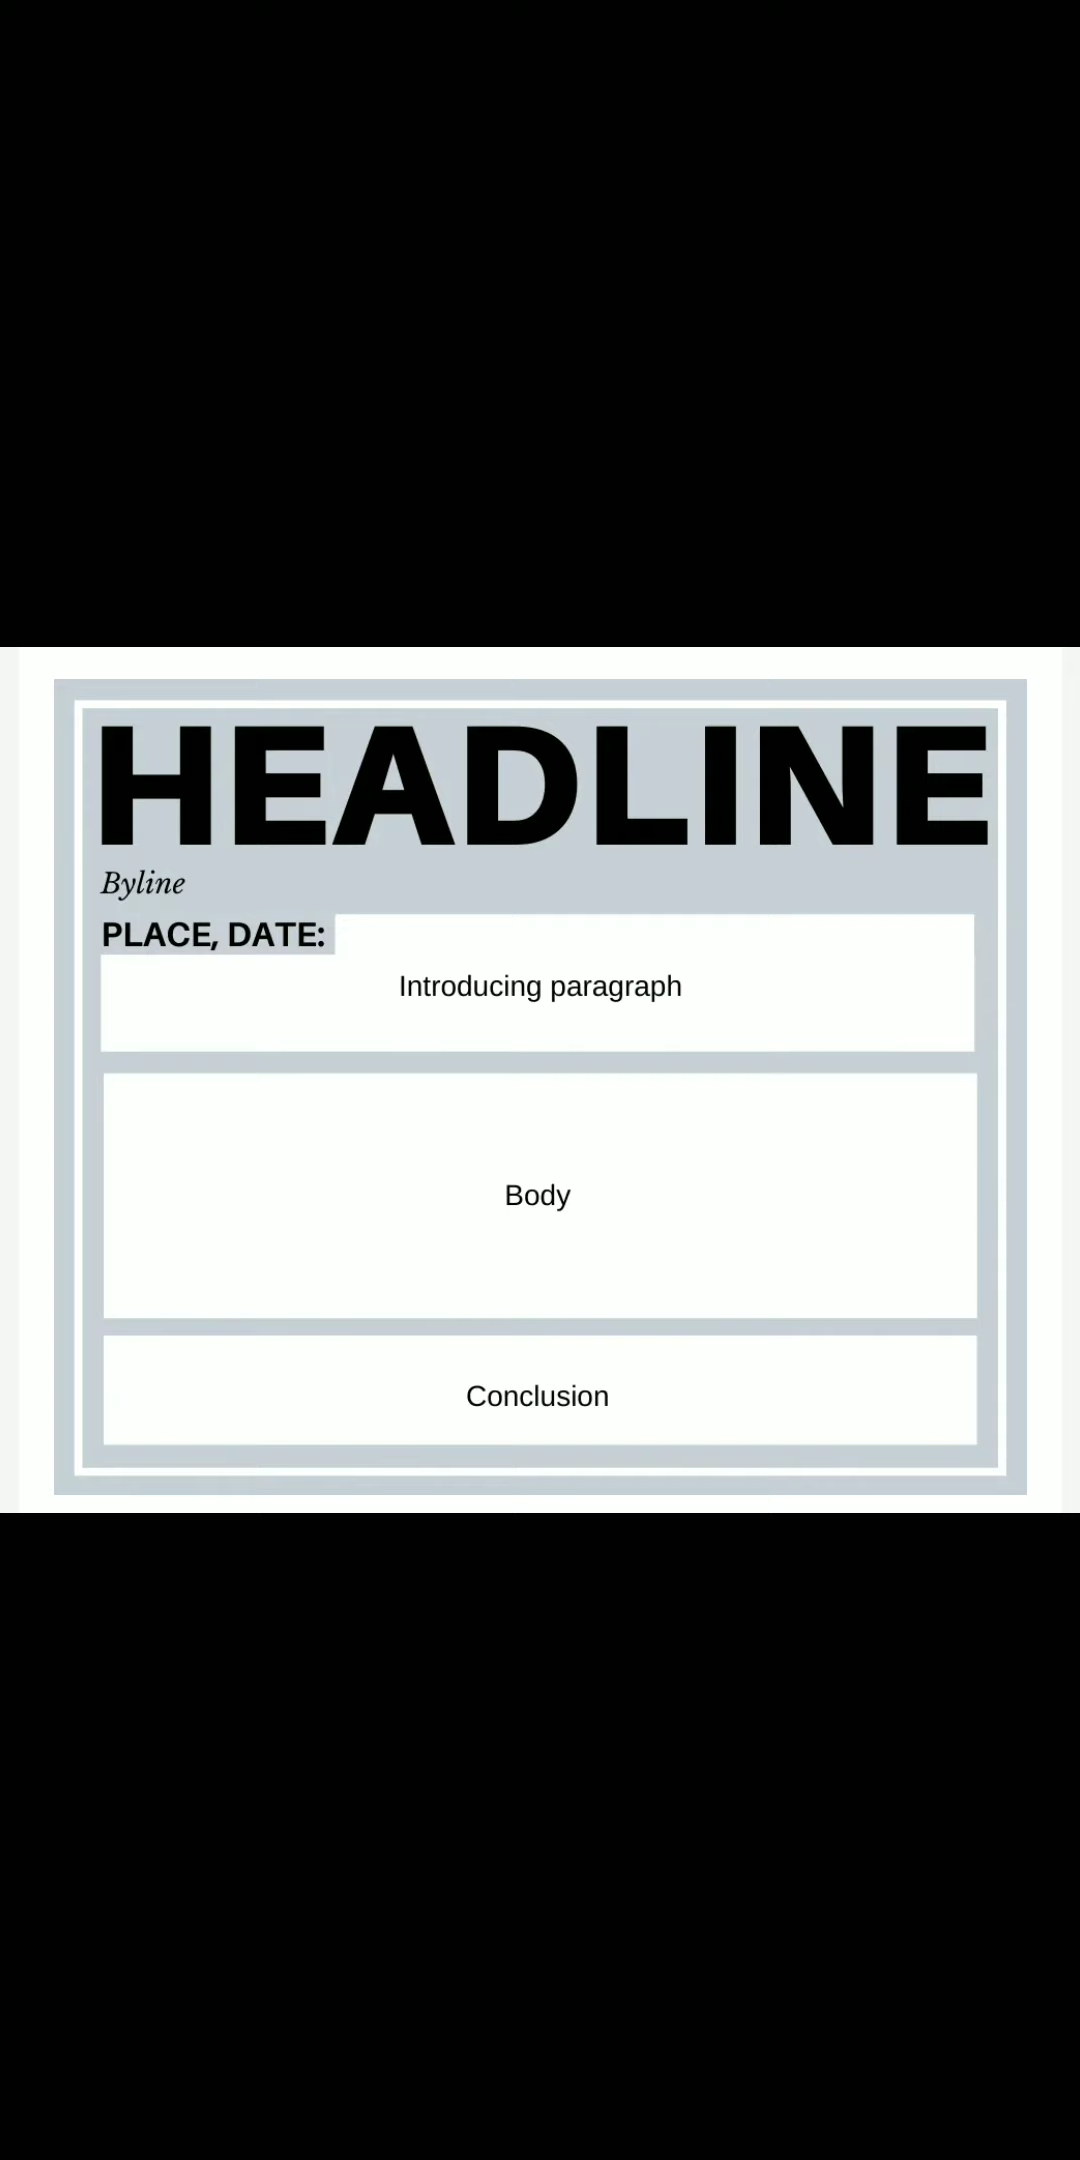 HEADLINE
Byline
PLACE, DATE:
Introducing paragraph
Body
Conclusion